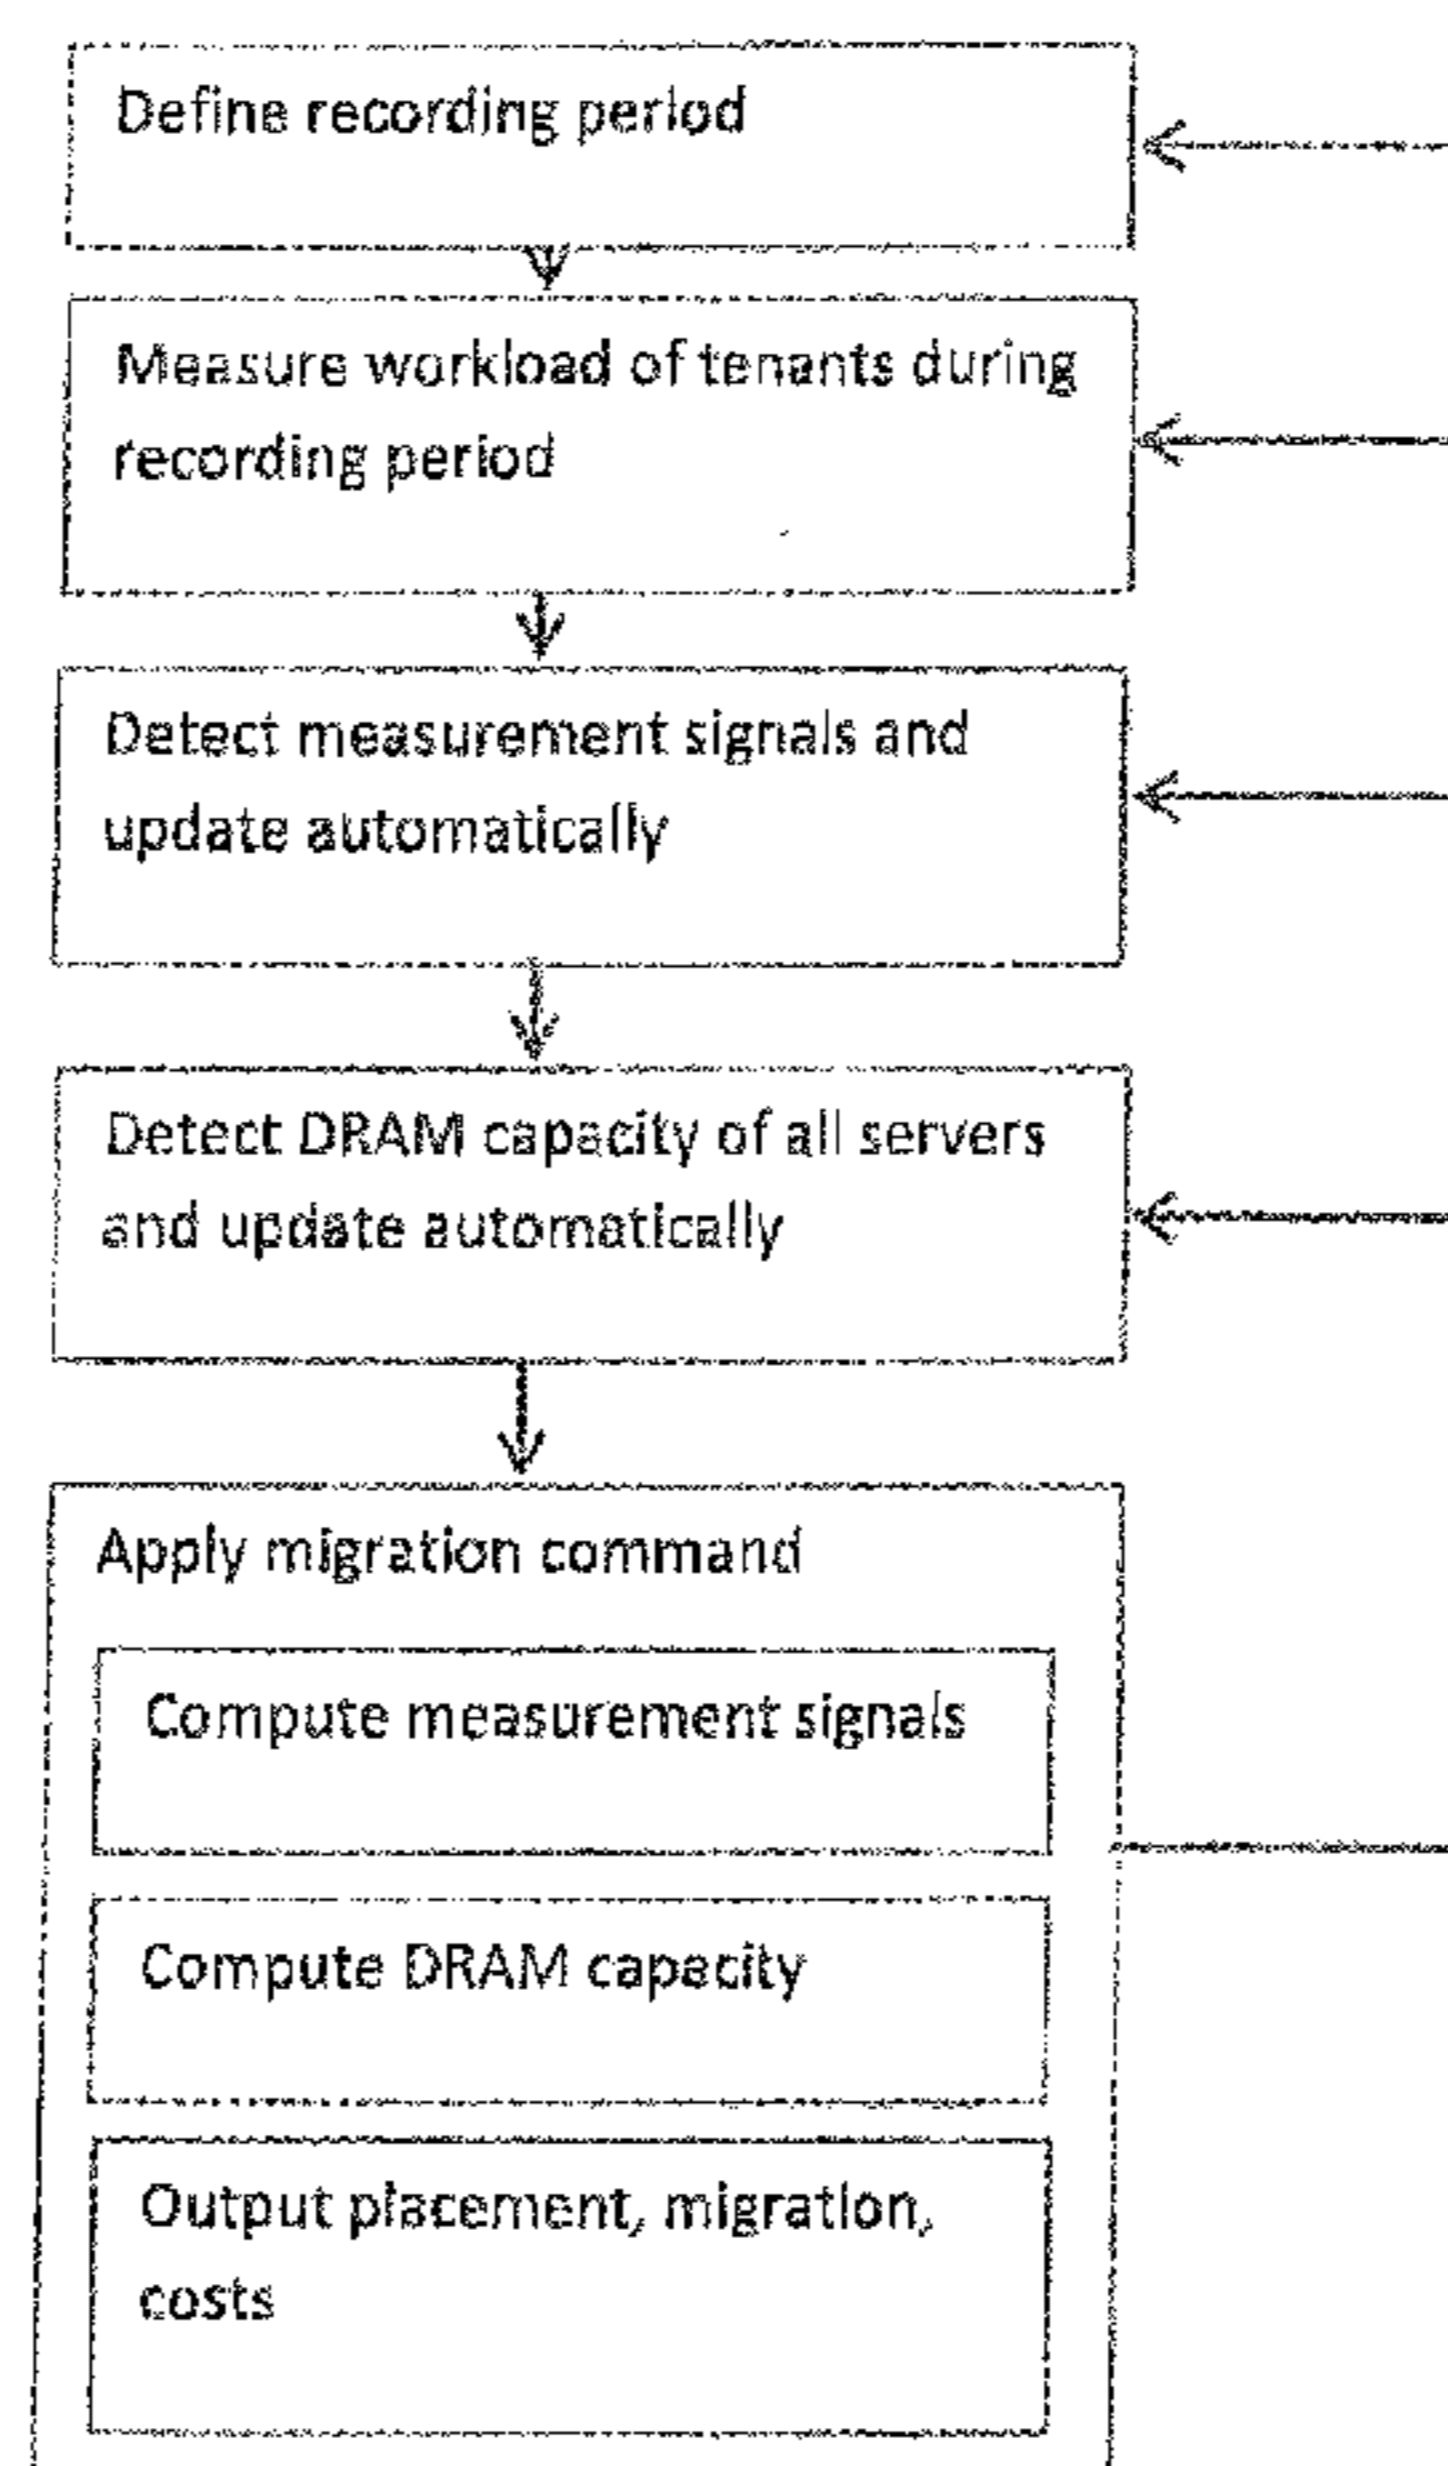 Define recording period
Measure workload of tenants during
recording period
Detect measurement signals and
update automatically
Detect DRAM capacity of all servers
and update automatically
Apply migration command
Compute measurement signals
Compute DRAM capacity
Output placement, migration,
costs